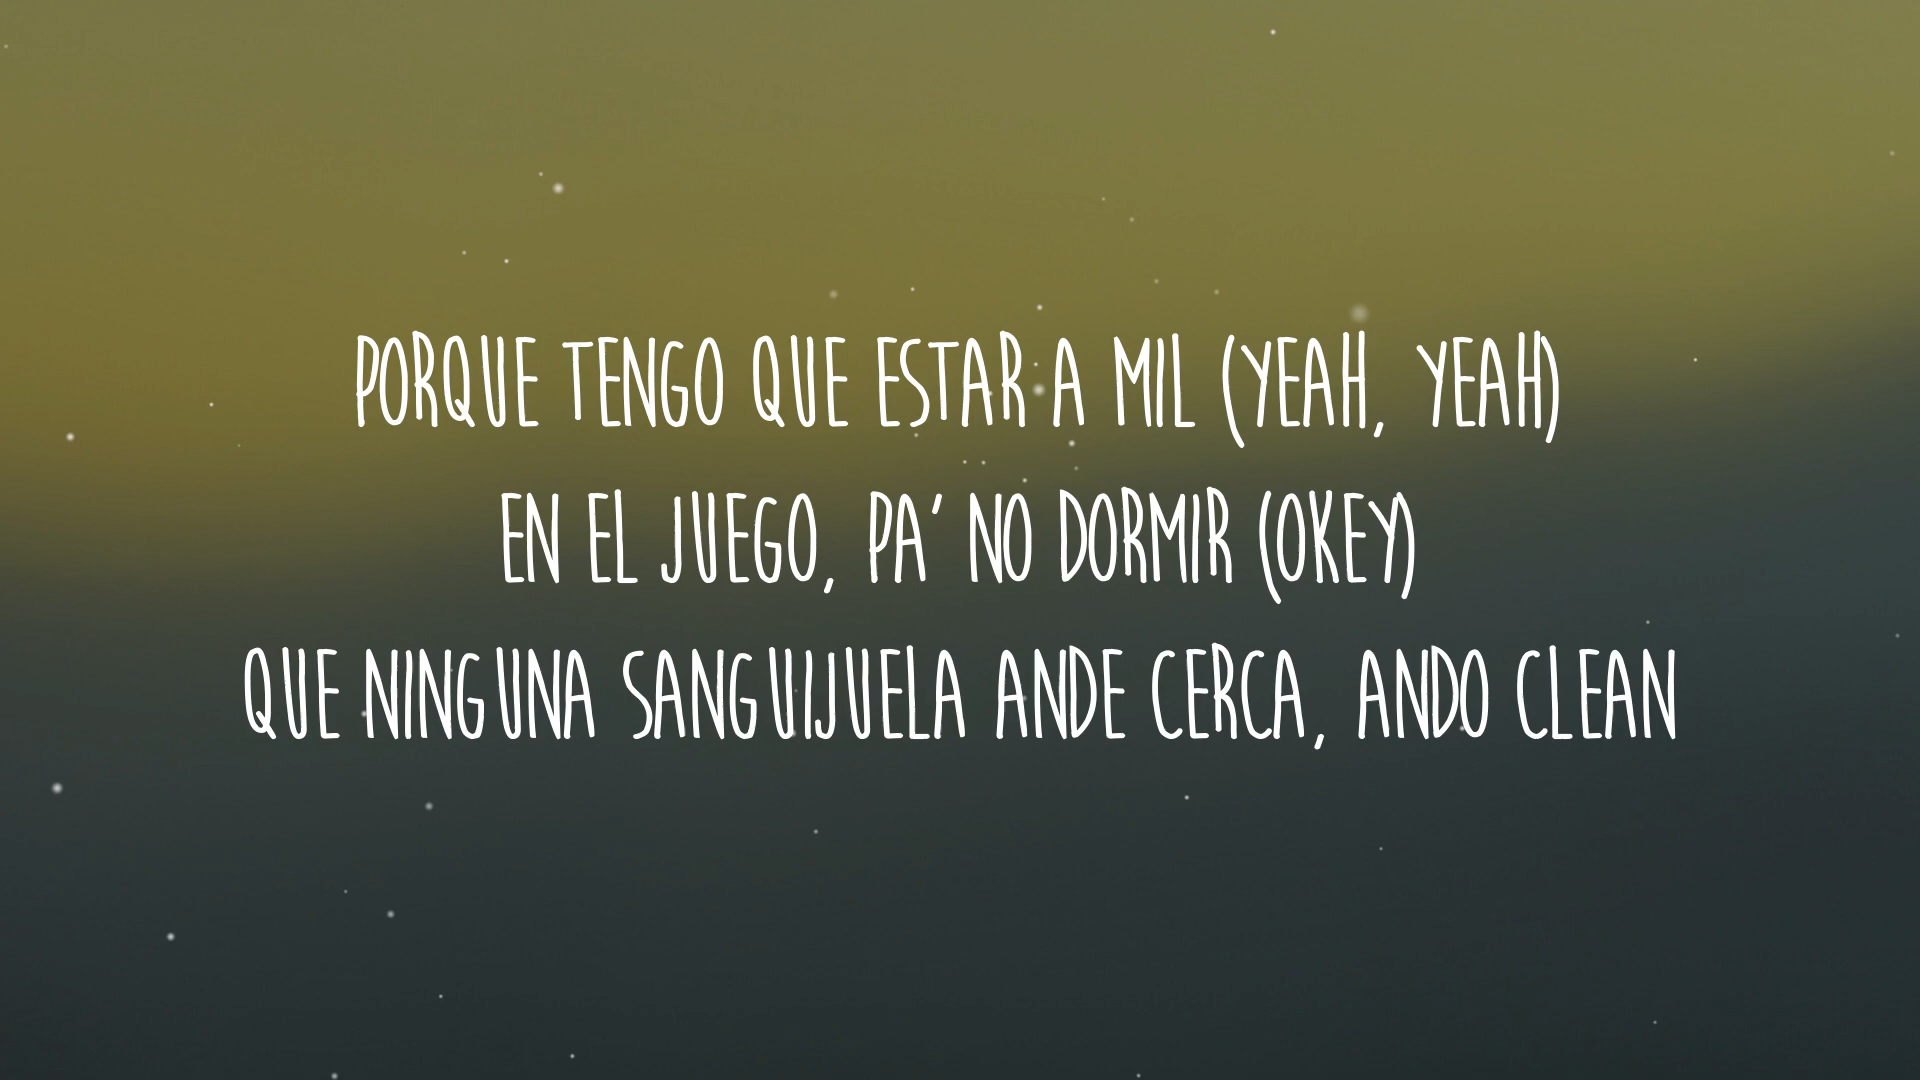 PORQUE TENGO QUE ESTAR A MIL (YEAH, YEAH)
EN EL JUEGO, PA' NO DORMIR (OKEY)
QUE NINGUNA SANGUIJUELA ANDE CERCA, ANDO CLEAN